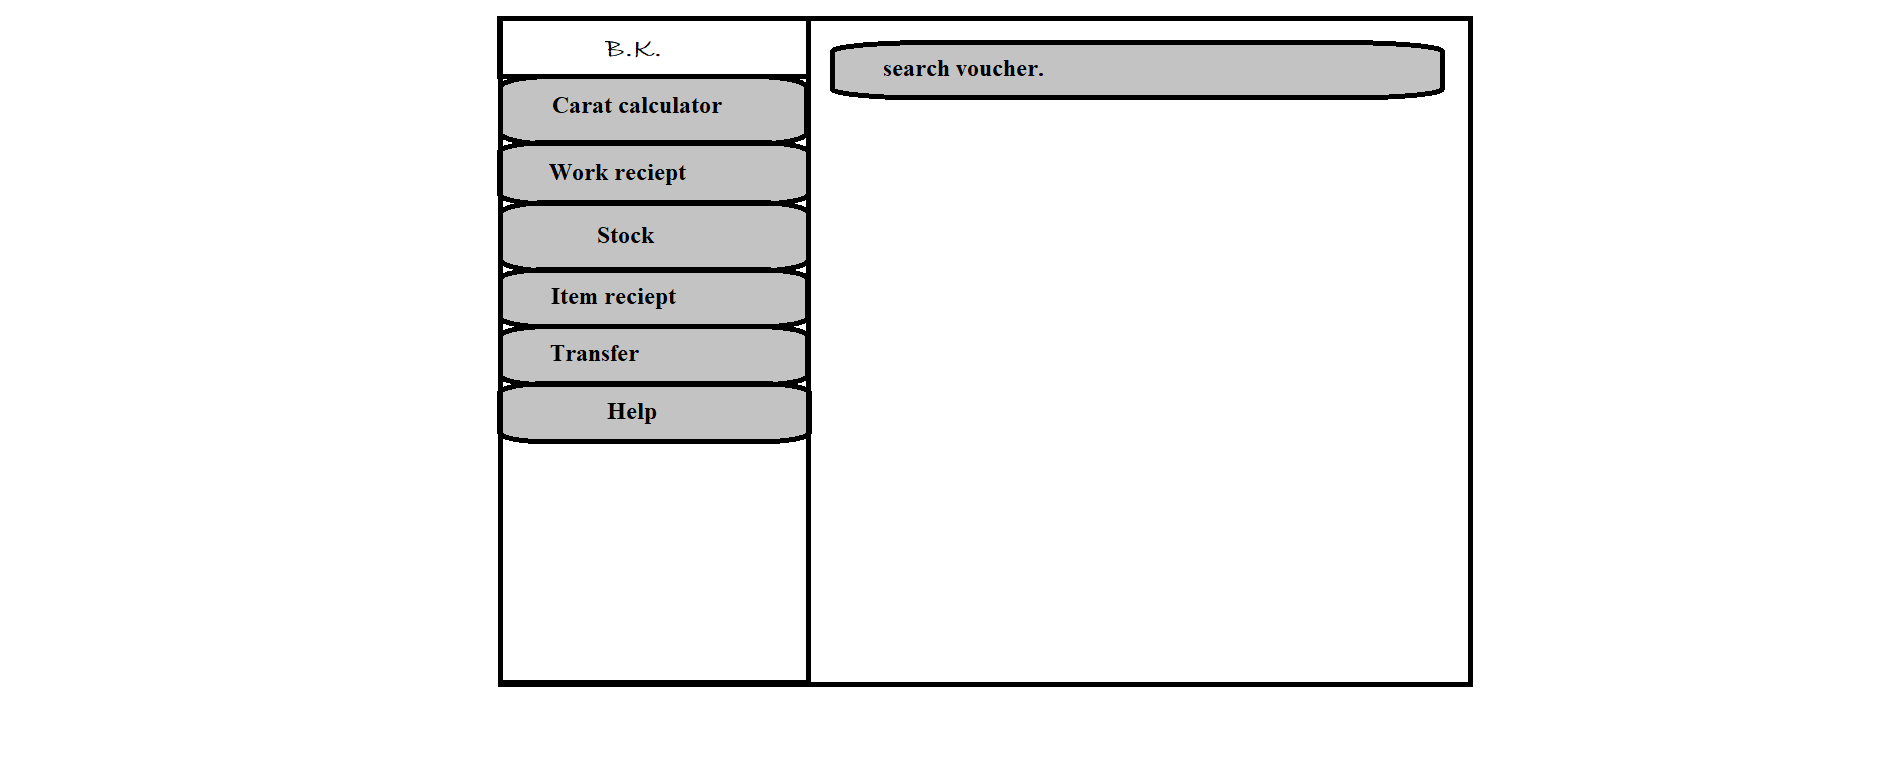 B.K.
Carat calculator
Work reciept
Stock
Item reciept
Transfer
Help
search voucher.